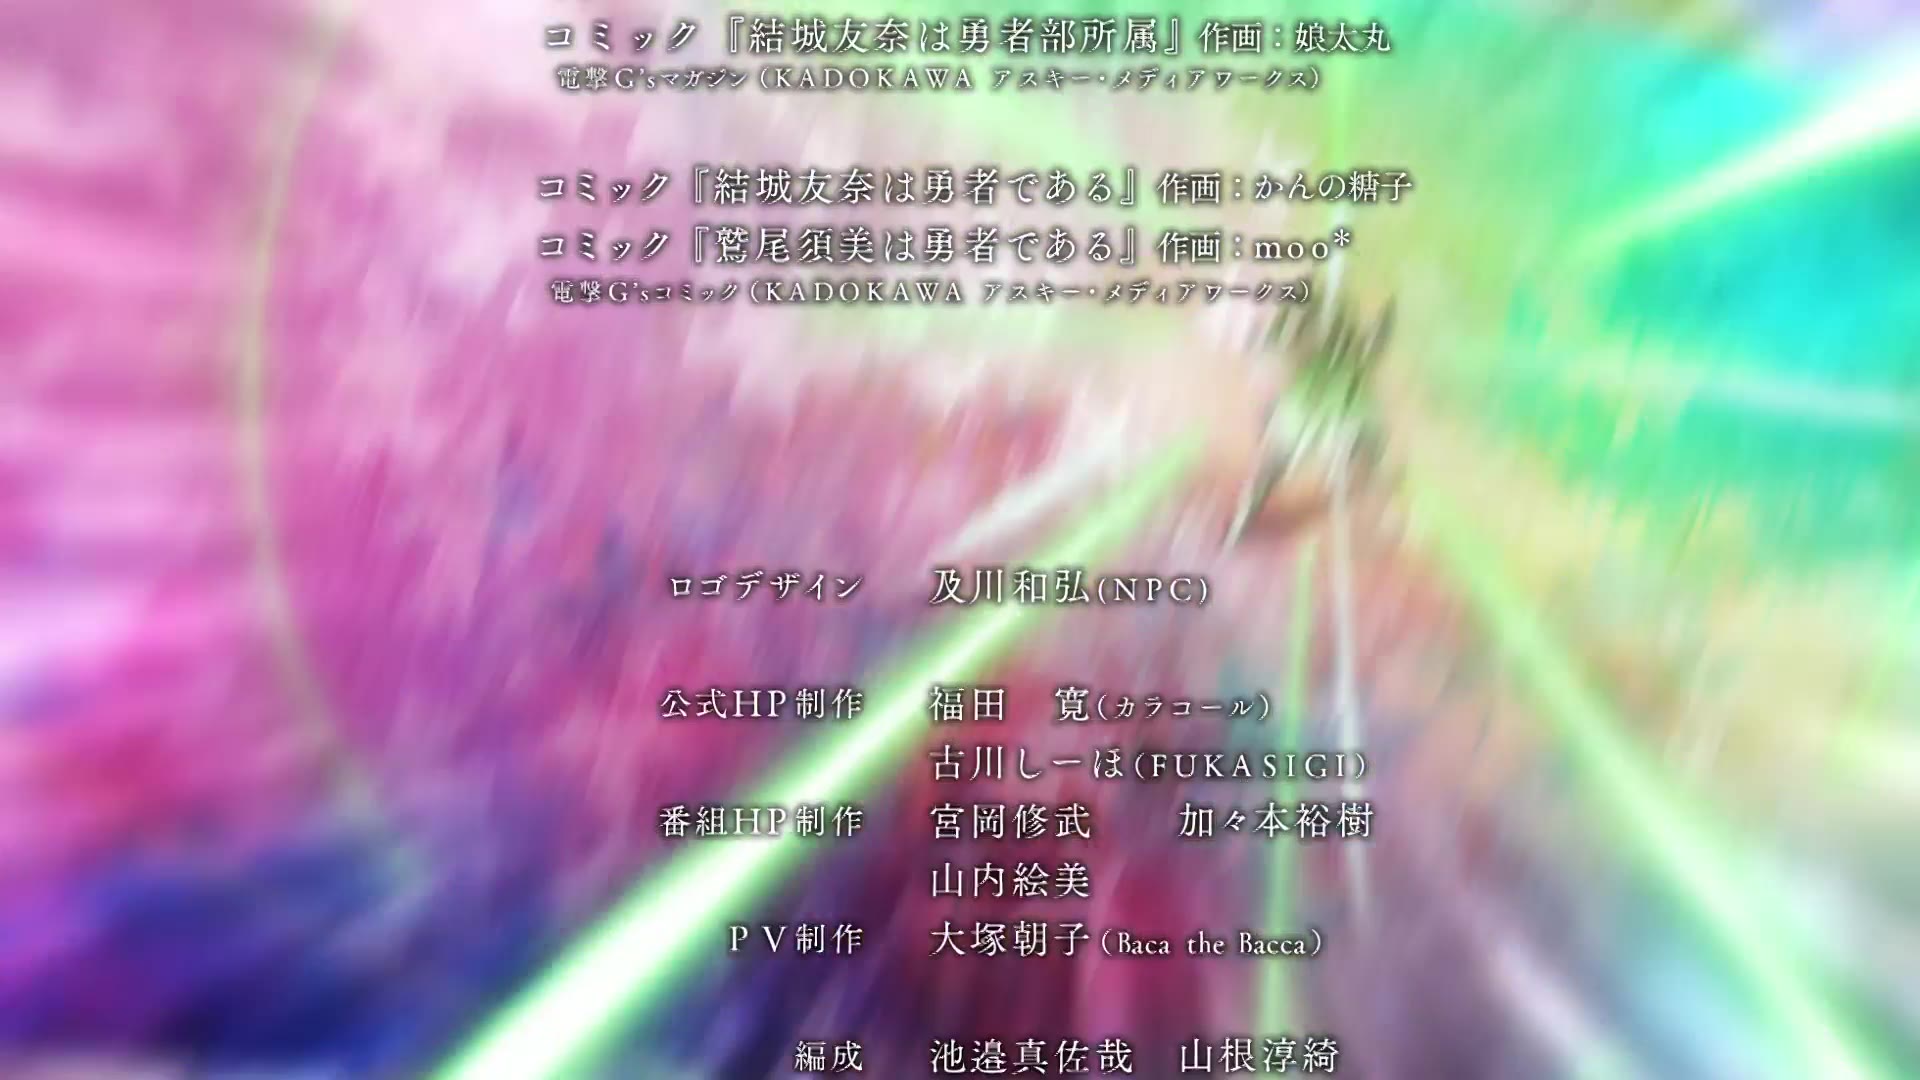 コミック『結城友奈は勇者部所属』作画：娘太丸
電撃G'sマガジン（KADOKAWA アスキー・メディアワークス）
コミック『結城友奈は勇者である』作画：かんの糖子
コミック『鷲尾須美は勇者である』作画：moo*
電撃G'sコミック（KADOKAWA アスキー・メディアワークス）
ロゴデザイン 及川和弘(NPC)
公式HP制作 福田 寛（カラコール）
古川しーほ（FUKASIGI）
番組HP制作 宮岡修武 加々本裕樹
山内絵美
PV制作 大塚朝子（Baca the Bacca）
編成 池邉真佐哉 山根淳綺